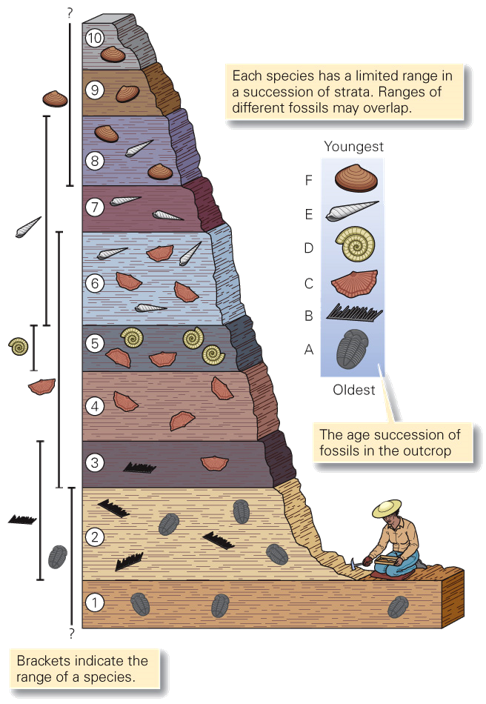 ?
10
9
8
7
6
5
4
3
2
1
?
Each species has a limited range in
a succession of strata. Ranges of
different fossils may overlap.
Youngest
F
E
D
C
B
A
Oldest
The age succession of
fossils in the outcrop
Brackets indicate the
range of a species.